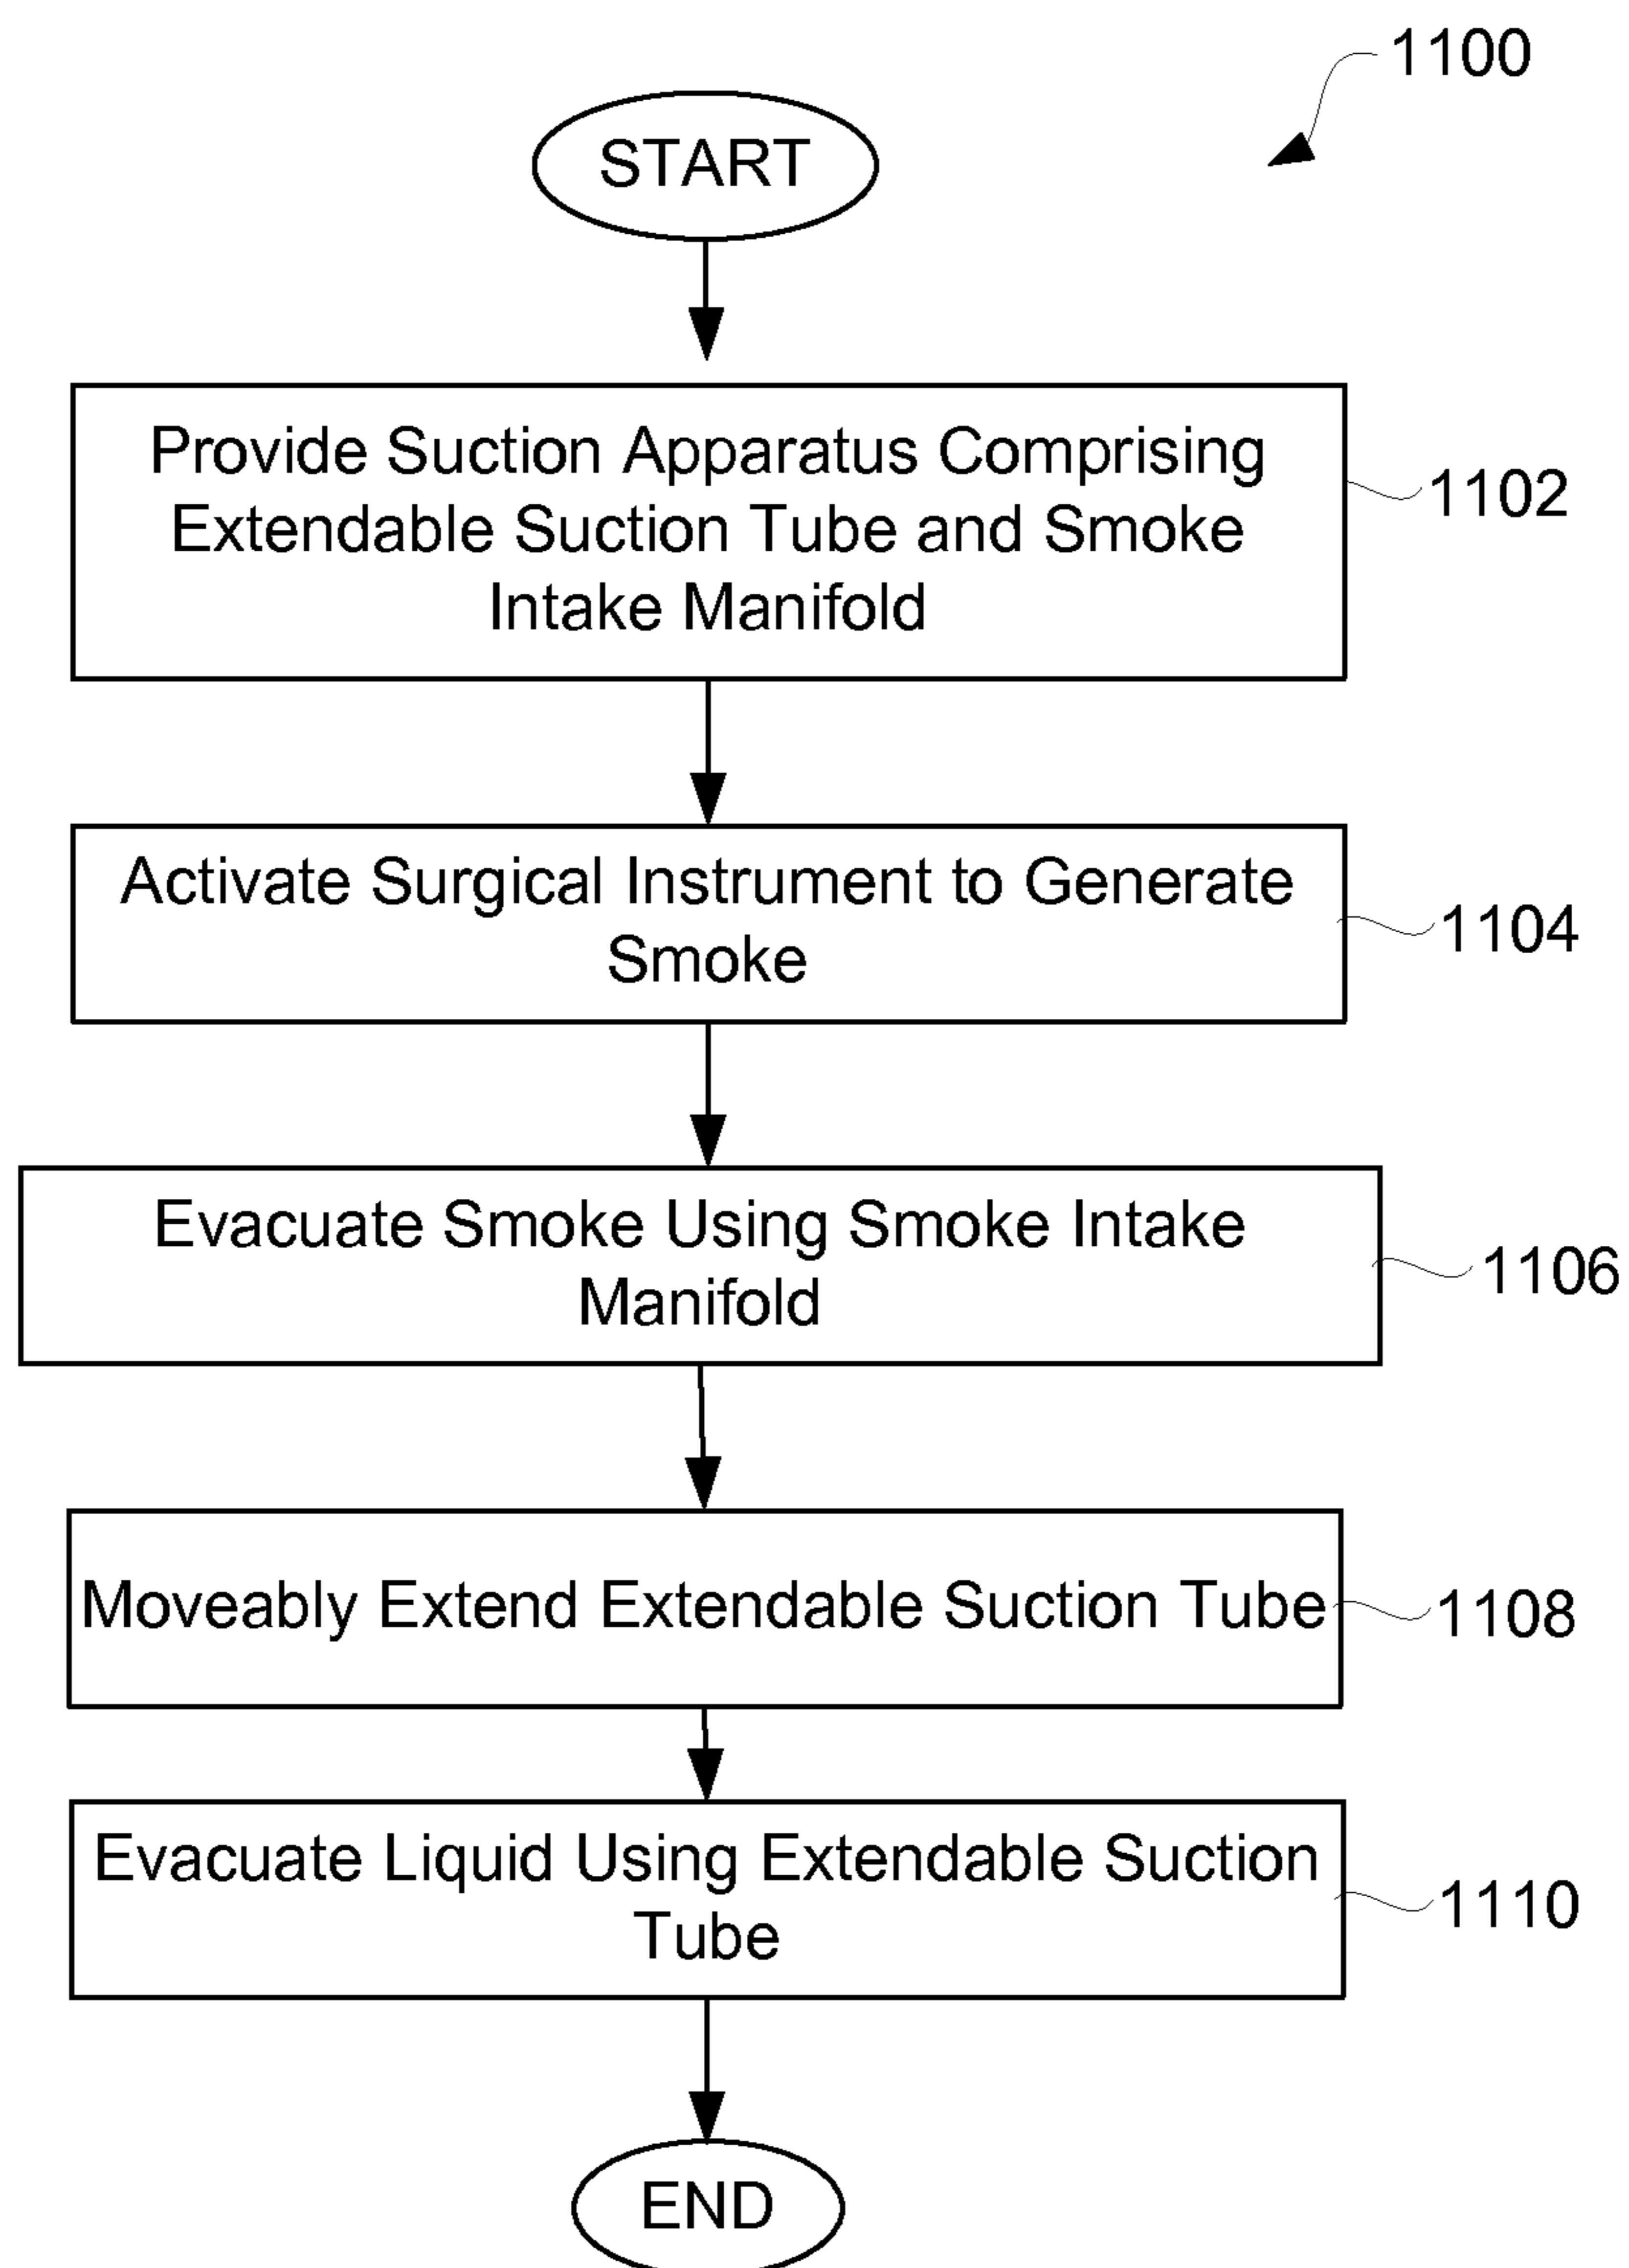 1100
START
Provide Suction Apparatus Comprising
Extendable Suction Tube and Smoke
Intake Manifold
1102
Activate Surgical Instrument to Generate
Smoke
1104
Evacuate Smoke Using Smoke Intake
Manifold
1106
Moveably Extend Extendable Suction Tube
1108
Evacuate Liquid Using Extendable Suction
Tube
1110
END